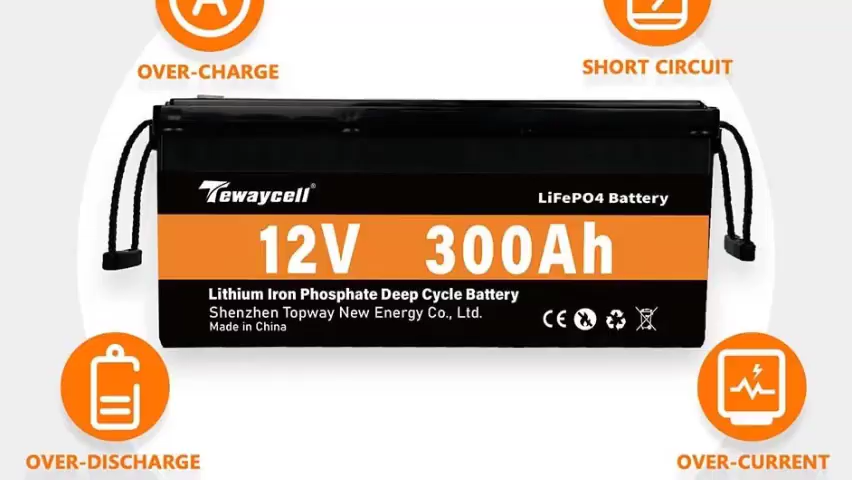 OVER-CHARGE
SHORT CIRCUIT
Tewaycell®
LiFePO4 Battery
12V 300Ah
Lithium Iron Phosphate Deep Cycle Battery
Shenzhen Topway New Energy Co., Ltd.
Made in China
CE
OVER-DISCHARGE
OVER-CURRENT